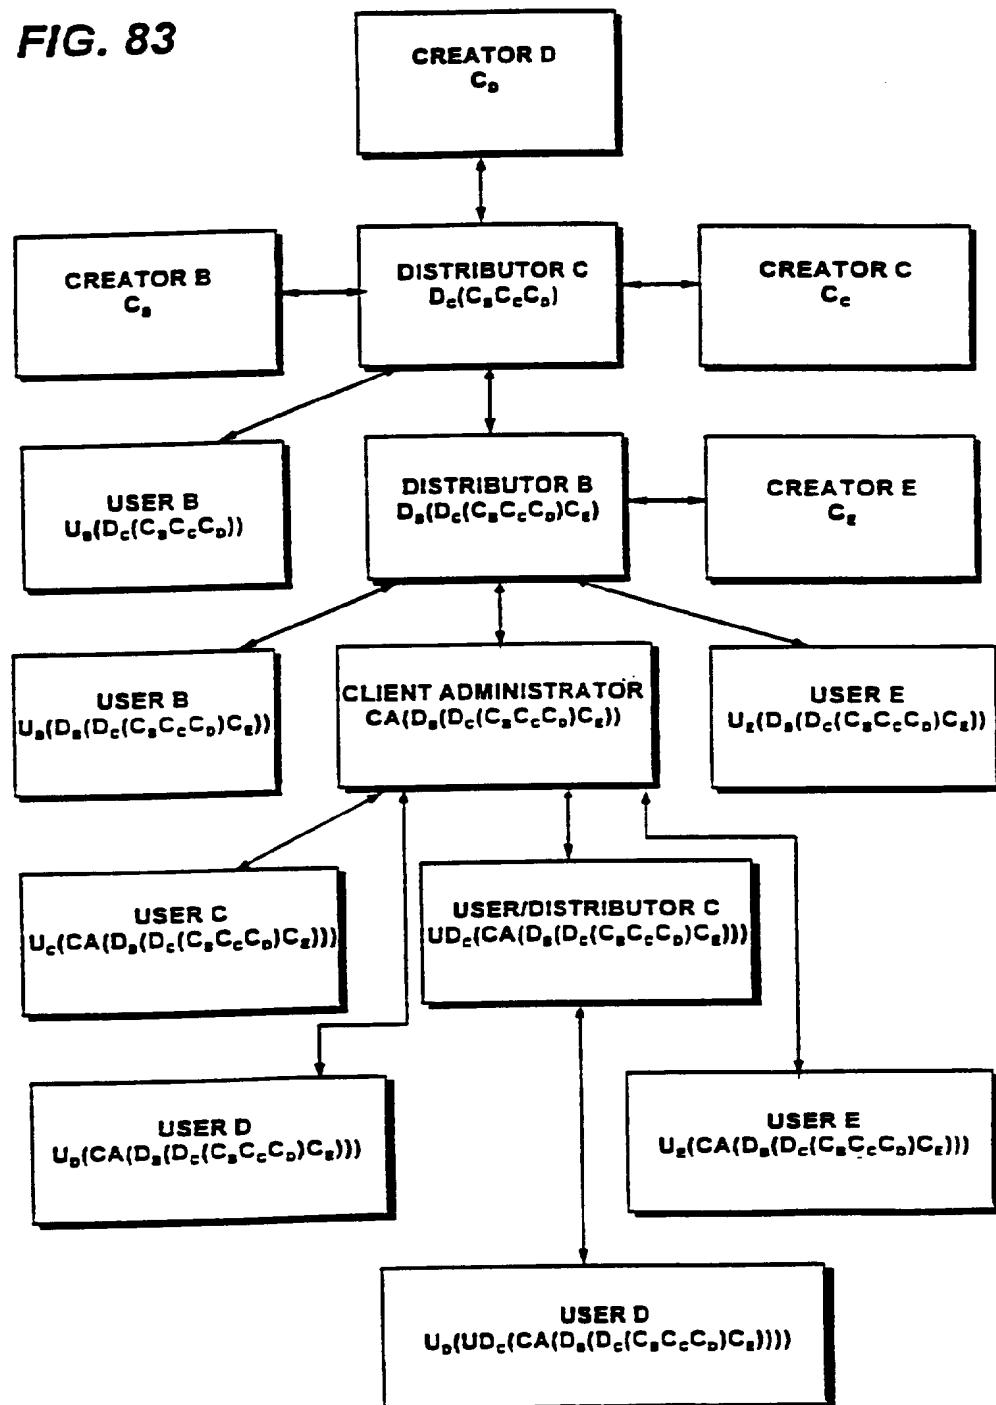 FIG. 83
CREATOR D
C_D
CREATOR B
C_B
DISTRIBUTOR C
D_C(C_BC_CC_D)
CREATOR C
C_C
USER B
U_B(D_C(C_BC_CC_D))
DISTRIBUTOR B
D_B(D_C(C_BC_CC_D)C_E)
CREATOR E
C_E
USER B
U_B(D_B(D_C(C_BC_CC_D)C_E))
CLIENT ADMINISTRATOR
CA(D_B(D_C(C_BC_CC_D)C_E))
USER E
U_E(D_B(D_C(C_BC_CC_D)C_E))
USER C
U_C(CA(D_B(D_C(C_BC_CC_D)C_E)))
USER/DISTRIBUTOR C
UD_C(CA(D_B(D_C(C_BC_CC_D)C_E)))
USER D
U_D(CA(D_B(D_C(C_BC_CC_D)C_E)))
USER E
U_E(CA(D_B(D_C(C_BC_CC_D)C_E)))
USER D
U_D(UD_C(CA(D_B(D_C(C_BC_CC_D)C_E))))